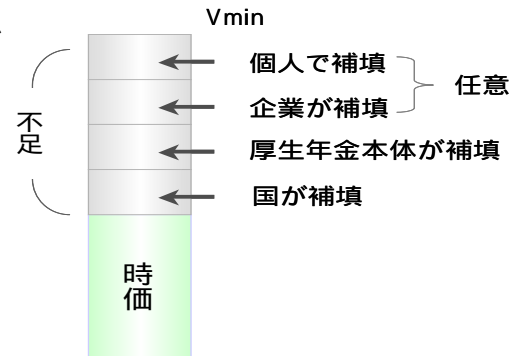 Vmin
個人で補填
企業が補填
任意
厚生年金本体が補填
国が補填
不足
時価